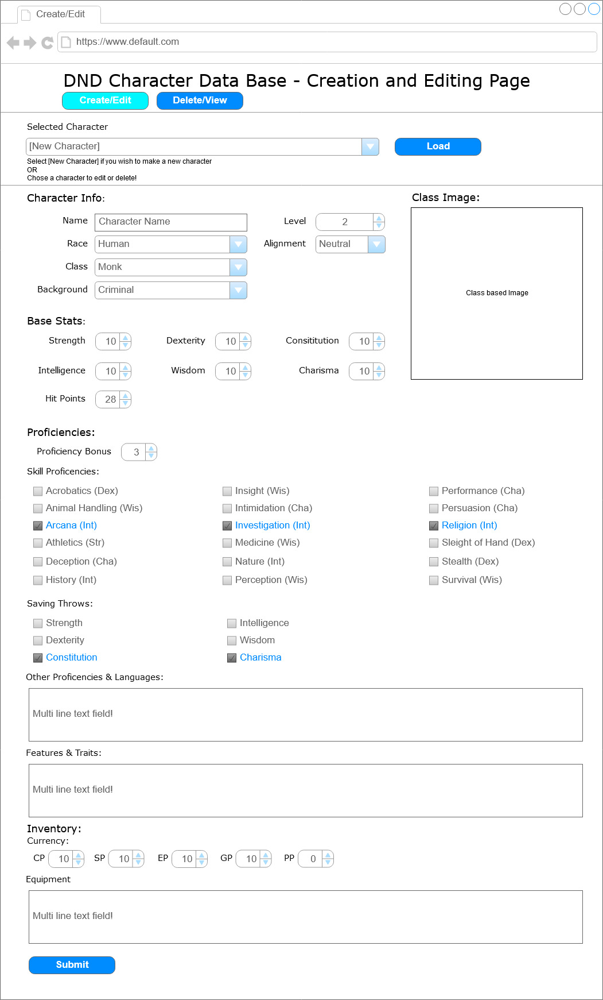 Create/Edit
https://www.default.com
DND Character Data Base - Creation and Editing Page
Create/Edit Delete/View
Selected Character
[New Character] Load
Select [New Character] if you wish to make a new character
OR
Chose a character to edit or delete!
Character Info: Class Image:
Name Character Name Level 2
Race Human Alignment Neutral
Class Monk
Background Criminal
Class based Image
Base Stats:
Strength 10 Dexterity 10 Consititution 10
Intelligence 10 Wisdom 10 Charisma 10
Hit Points 28
Proficiencies:
Proficiency Bonus 3
Skill Proficencies:
Acrobatics (Dex) Insight (Wis) Performance (Cha)
Animal Handling (Wis) Intimidation (Cha) Persuasion (Cha)
Arcana (Int) Investigation (Int) Religion (Int)
Athletics (Str) Medicine (Wis) Sleight of Hand (Dex)
Deception (Cha) Nature (Int) Stealth (Dex)
History (Int) Perception (Wis) Survival (Wis)
Saving Throws:
Strength Intelligence
Dexterity Wisdom
Constitution Charisma
Other Proficencies & Languages:
Multi line text field!
Features & Traits:
Multi line text field!
Inventory:
Currency:
CP 10 SP 10 EP 10 GP 10 PP 0
Equipment
Multi line text field!
Submit